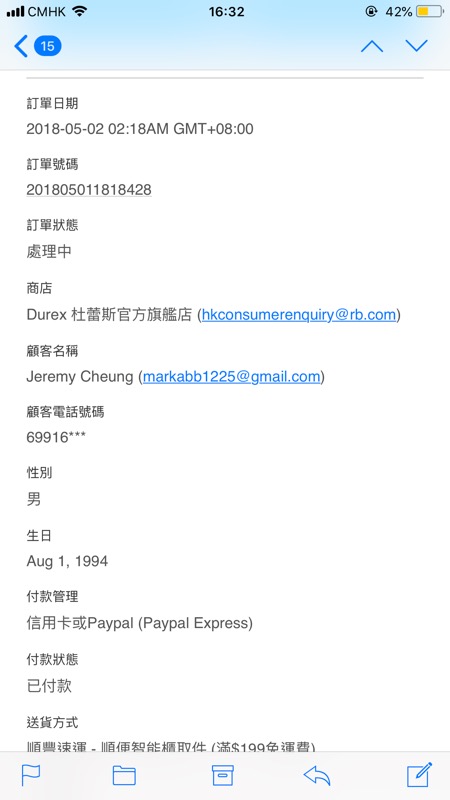 CMHK 16:32 42%
15
訂單日期
2018-05-02 02:18AM GMT+08:00
訂單號碼
201805011818428
訂單狀態
處理中
商店
Durex 杜蕾斯官方旗艦店 (hkconsumerenquiry@rb.com)
顧客名稱
Jeremy Cheung (markabb1225@gmail.com)
顧客電話號碼
69916***
性別
男
生日
Aug 1, 1994
付款管理
信用卡或Paypal (Paypal Express)
付款狀態
已付款
送貨方式
順豐速運 - 順便智能櫃取件 (滿$199免運費)